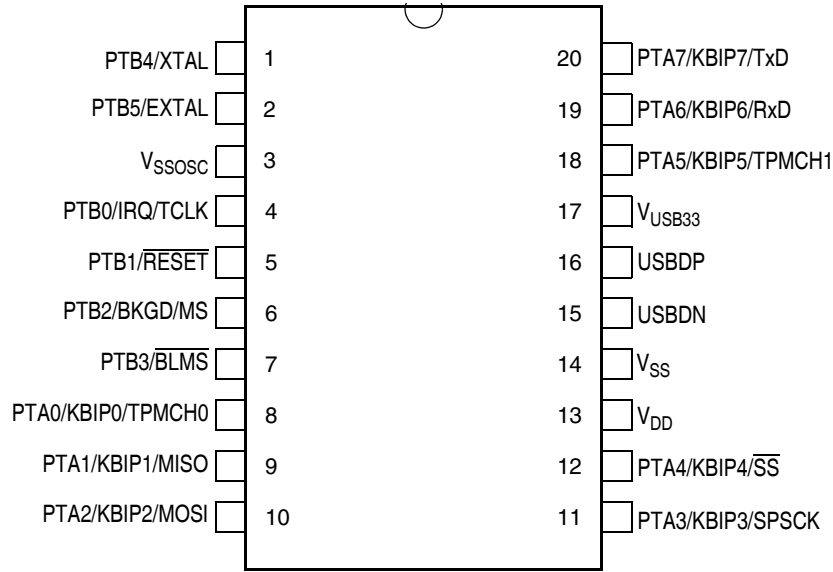 PTB4/XTAL 1 20 PTA7/KBIP7/TxD
PTB5/EXTAL 2 19 PTA6/KBIP6/RxD
VSSOSC 3 18 PTA5/KBIP5/TPMCH1
PTB0/IRQ/TCLK 4 17 VUSB33
PTB1/RESET 5 16 USBDP
PTB2/BKGD/MS 6 15 USBDN
PTB3/BLMS 7 14 VSS
PTA0/KBIP0/TPMCH0 8 13 VDD
PTA1/KBIP1/MISO 9 12 PTA4/KBIP4/SS
PTA2/KBIP2/MOSI 10 11 PTA3/KBIP3/SPSCK